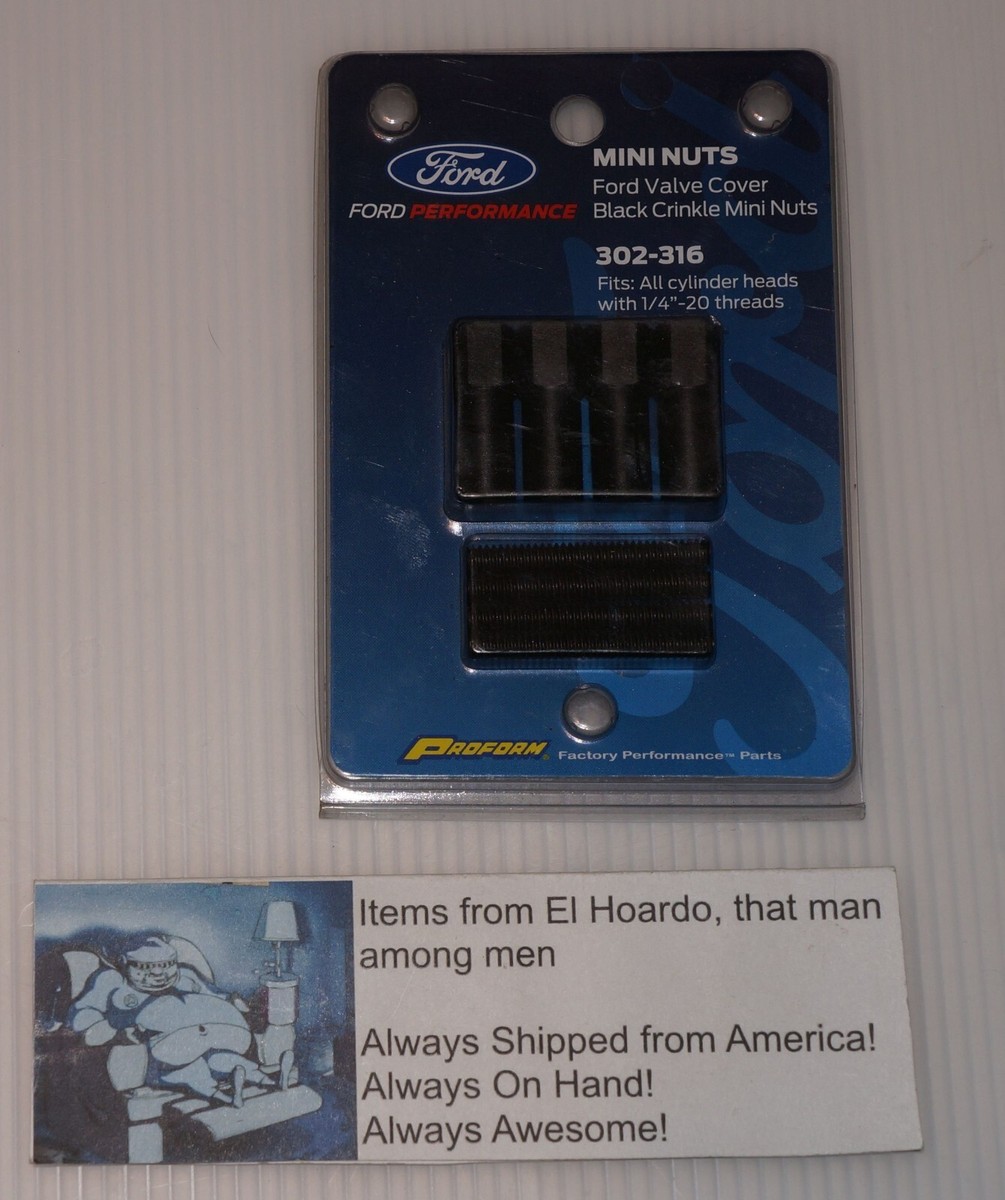 Ford
FORD PERFORMANCE
MINI NUTS
Ford Valve Cover
Black Crinkle Mini Nuts
302-316
Fits: All cylinder heads
with 1/4"-20 threads
PROFORM® Factory Performance™ Parts
Items from El Hoardo, that man
among men
Always Shipped from America!
Always On Hand!
Always Awesome!